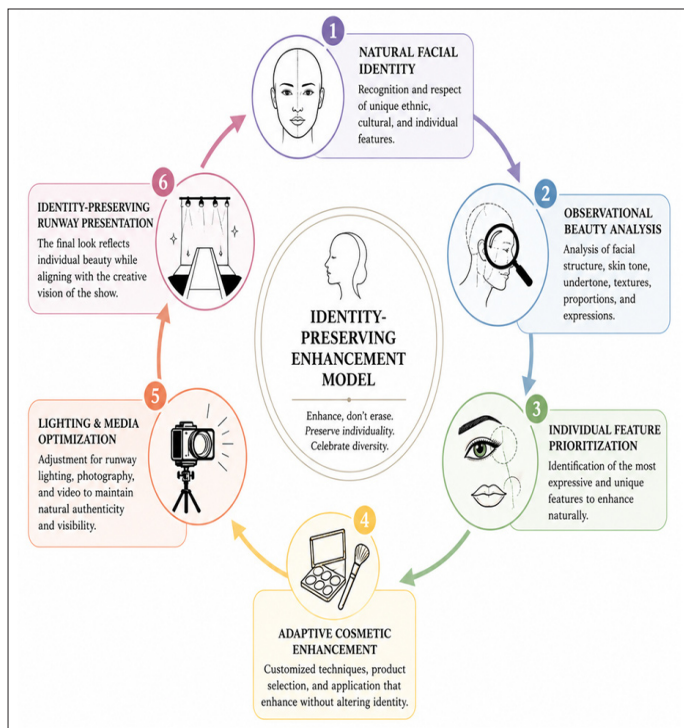 1
NATURAL FACIAL
IDENTITY
Recognition and respect
of unique ethnic,
cultural, and individual
features.
2
OBSERVATIONAL
BEAUTY ANALYSIS
Analysis of facial
structure, skin tone,
undertone, textures,
proportions, and
expressions.
3
INDIVIDUAL FEATURE
PRIORITIZATION
Identification of the most
expressive and unique
features to enhance
naturally.
4
ADAPTIVE COSMETIC
ENHANCEMENT
Customized techniques, product
selection, and application that
enhance without altering identity.
5
LIGHTING & MEDIA
OPTIMIZATION
Adjustment for runway
lighting, photography,
and video to maintain
natural authenticity
and visibility.
6
IDENTITY-PRESERVING
RUNWAY PRESENTATION
The final look reflects
individual beauty while
aligning with the creative
vision of the show.
IDENTITY-
PRESERVING
ENHANCEMENT
MODEL
Enhance, don't erase.
Preserve individuality.
Celebrate diversity.